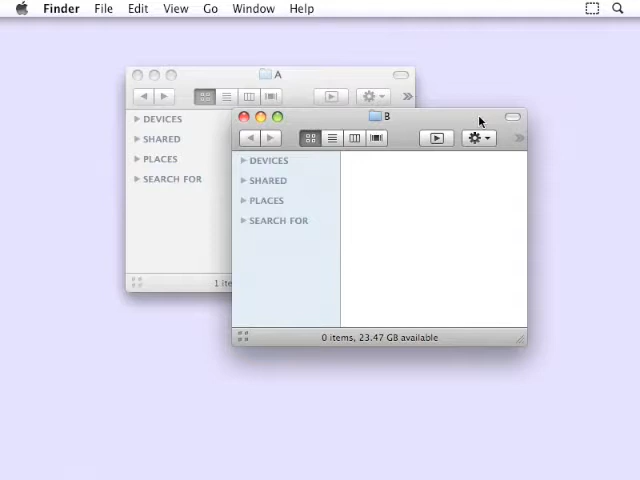 Finder File Edit View Go Window Help
A
DEVICES
SHARED
PLACES
SEARCH FOR
B
DEVICES
SHARED
PLACES
SEARCH FOR
0 items, 23.47 GB available